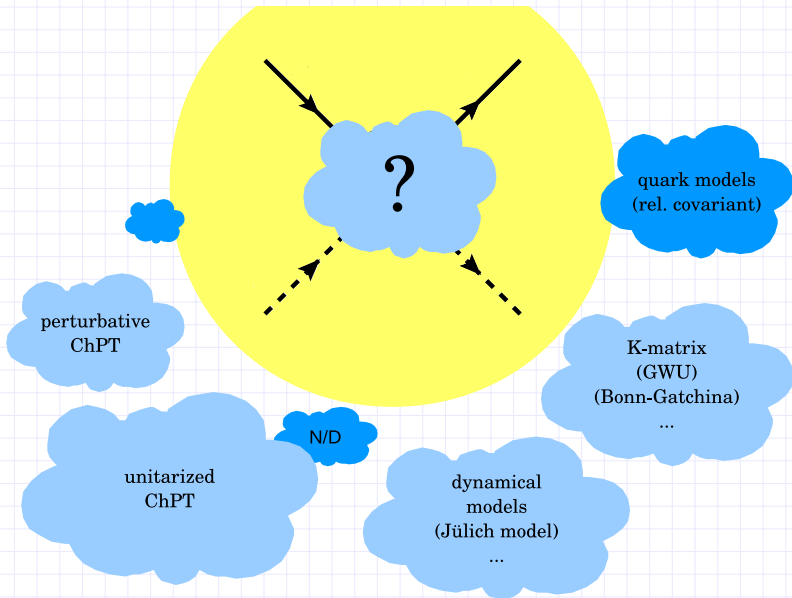 ?
quark models
(rel. covariant)
perturbative
ChPT
K-matrix
(GWU)
(Bonn-Gatchina)
...
N/D
unitarized
ChPT
dynamical
models
(Jülich model)
...